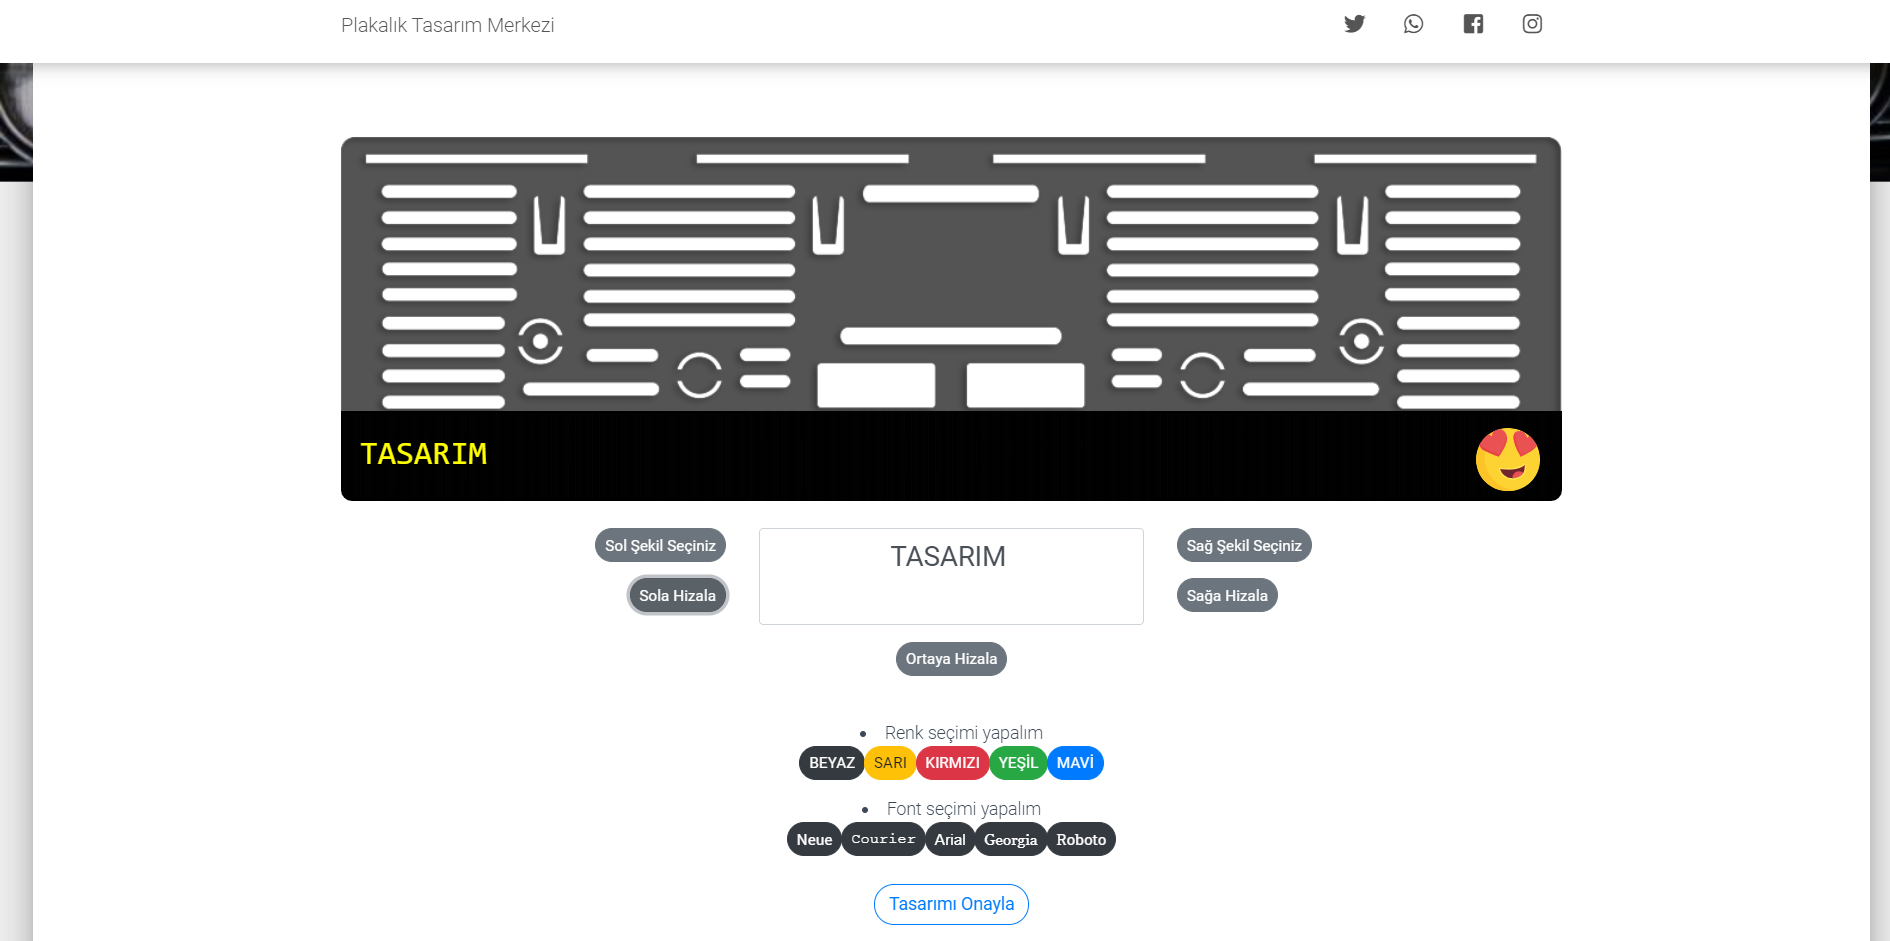 Plakalık Tasarım Merkezi
TASARIM
Sol Şekil Seçiniz
TASARIM
Sağ Şekil Seçiniz
Sola Hizala
Sağa Hizala
Ortaya Hizala
Renk seçimi yapalım
BEYAZ SARI KIRMIZI YEŞİL MAVİ
Font seçimi yapalım
Neue Courier Arial Georgia Roboto
Tasarımı Onayla